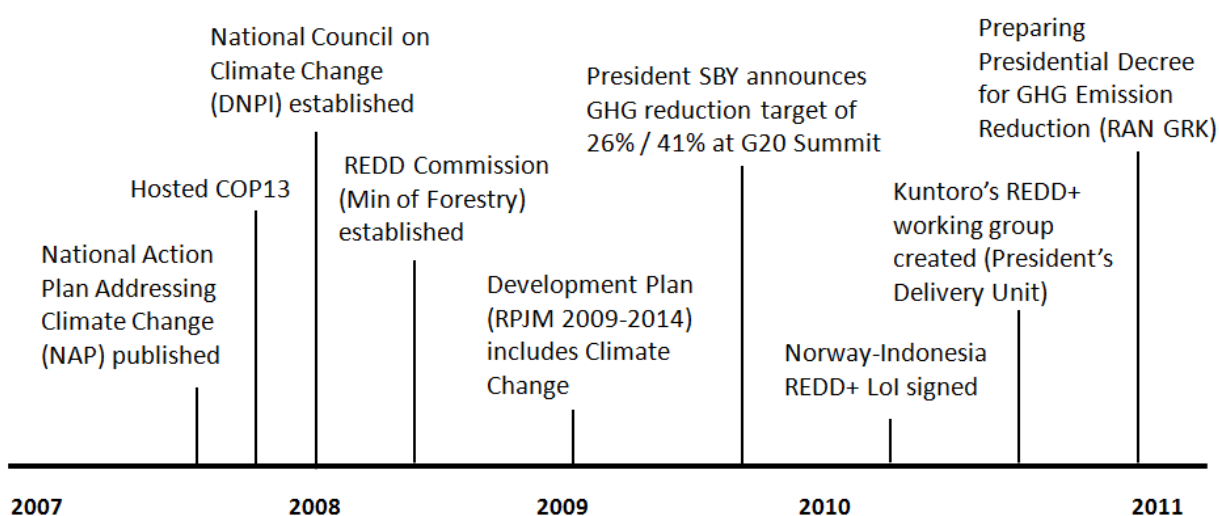 National Action
Plan Addressing
Climate Change
(NAP) published
Hosted COP13
National Council on
Climate Change
(DNPI) established
REDD Commission
(Min of Forestry)
established
Development Plan
(RPJM 2009-2014)
includes Climate
Change
President SBY announces
GHG reduction target of
26% / 41% at G20 Summit
Norway-Indonesia
REDD+ LoI signed
Kuntoro’s REDD+
working group
created (President’s
Delivery Unit)
Preparing
Presidential Decree
for GHG Emission
Reduction (RAN GRK)
2007
2008
2009
2010
2011